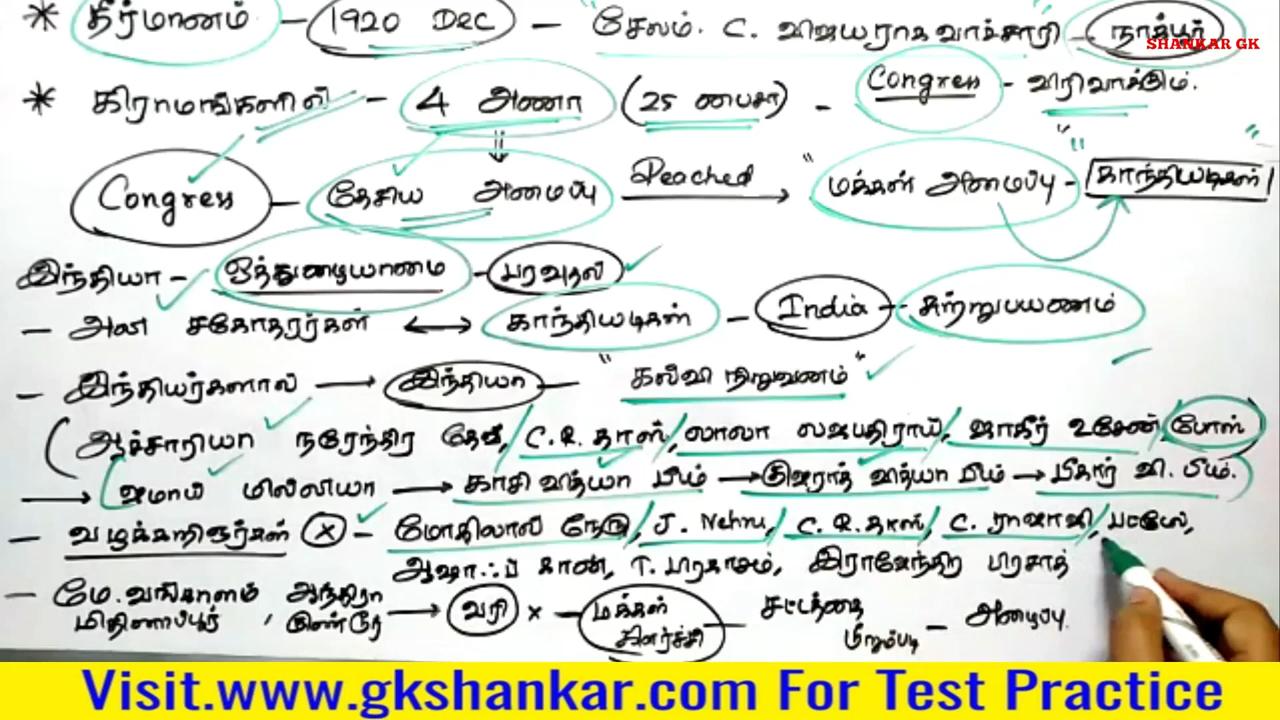 * தீர்மானம் - 1920 DEC - "சேலம். C. விஜயராகவாச்சாரி - நாக்பூர்
SHANKAR GK
* கிராமங்களில் - 4 அணா (25 பைசா) - Congress - விரிவாக்கம்.
Congress - தேசிய அமைப்பு Reached → "மக்கள் அமைப்பு" - காந்தியடிகள்
இந்தியா - ஒத்துழையாமை - பரவுதல்
- அலி சகோதரர்கள் ↔ காந்தியடிகள் - India - சுற்றுபயணம்
- இந்தியர்களால் → இந்தியா - "கல்வி நிறுவனம்"
(ஆச்சாரியா நரேந்திர தேவ், C.R. தாஸ், லாலா லஜபதிராய், ஜாகீர் உசேன், போஸ்
→ ஜமாய் மில்லியா → காசி வித்யா பீடம் → குஜராத் வித்யா பீடம் → பீகார் வி. பீடம்.)
- வழக்கறிஞர்கள் X - மோதிலால் நேரு, J. Nehru, C. R. தாஸ், C. ராஜாஜி, பட்டேல்,
ஆஷாஃப் கான், T. பிரகாசம், இராஜேந்திர பிரசாத்
- மே. வங்காளம் மிதினாப்பூர், ஆந்திரா குண்டூர் → வரி X - மக்கள் கிளர்ச்சி - சட்டத்தை மீறும்படி - அழைப்பு.
Visit.www.gkshankar.com For Test Practice